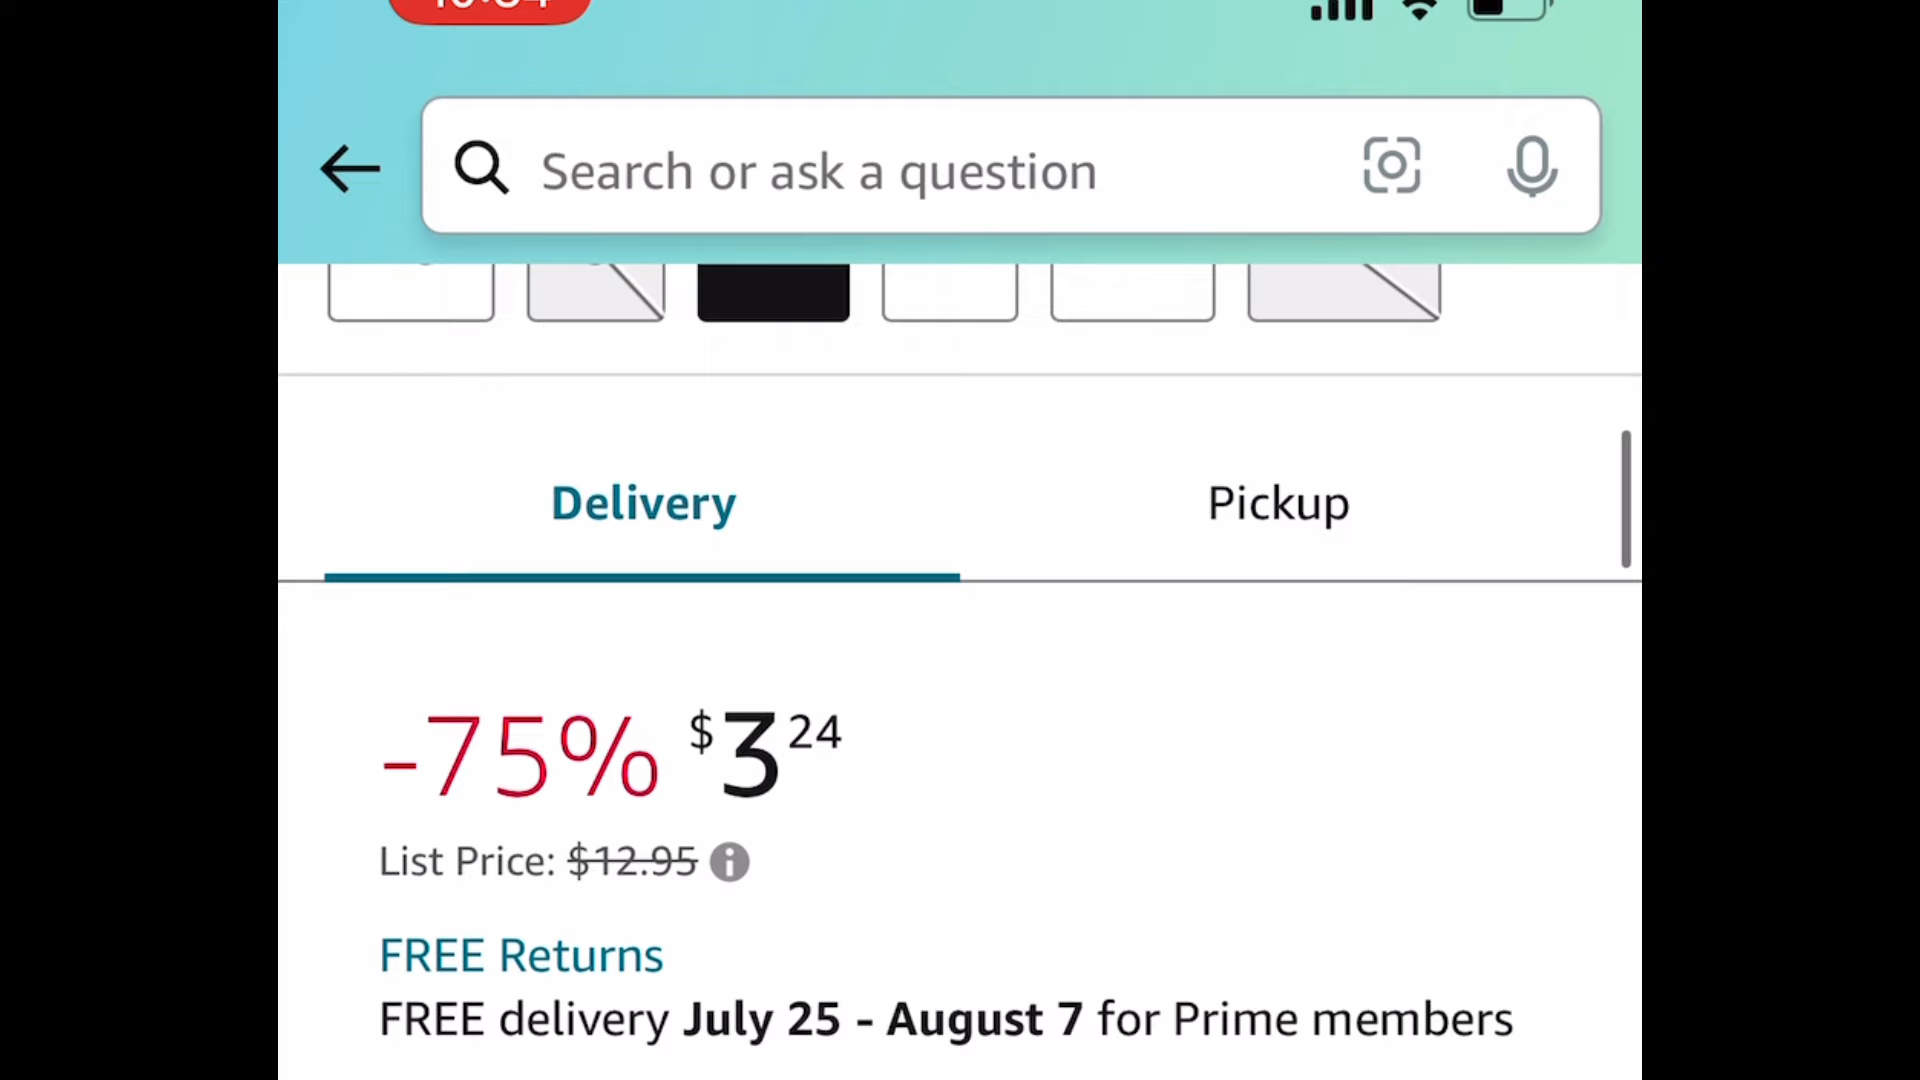 Search or ask a question
Delivery
Pickup
-75% $3 24
List Price: $12.95
FREE Returns
FREE delivery July 25 - August 7 for Prime members